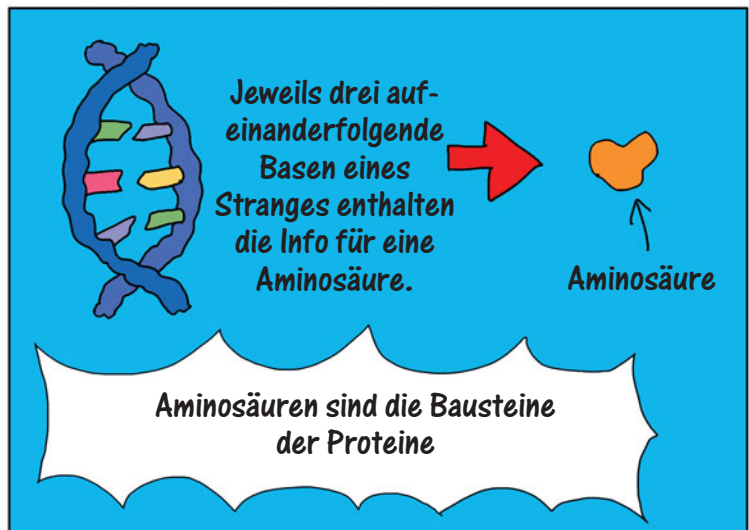 Jeweils drei auf-
einanderfolgende
Basen eines
Stranges enthalten
die Info für eine
Aminosäure.
Aminosäure
Aminosäuren sind die Bausteine
der Proteine